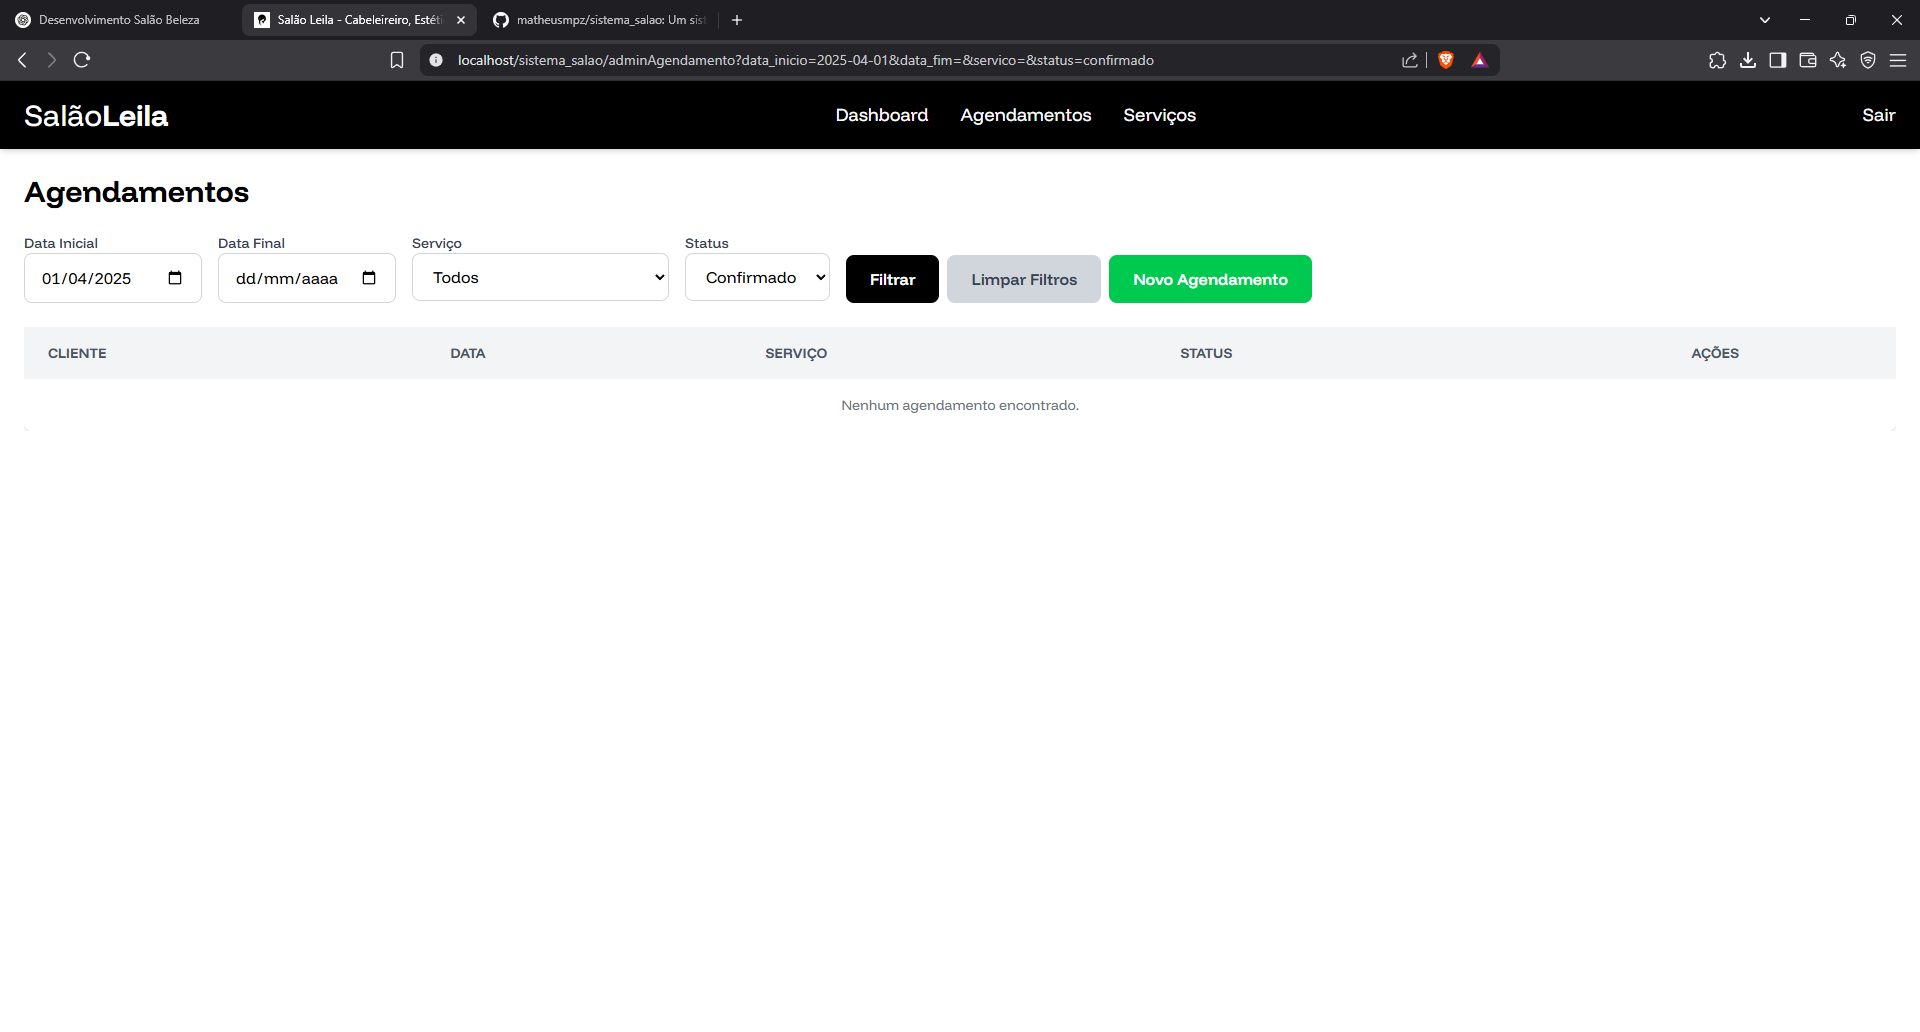 Desenvolvimento Salão Beleza
Salão Leila - Cabeleireiro, Estéti
matheusmpz/sistema_salao: Um sist
localhost/sistema_salao/adminAgendamento?data_inicio=2025-04-01&data_fim=&servico=&status=confirmado
SalãoLeila
Dashboard
Agendamentos
Serviços
Sair
Agendamentos
Data Inicial
Data Final
Serviço
Status
01/04/2025
dd/mm/aaaa
Todos
Confirmado
Filtrar
Limpar Filtros
Novo Agendamento
CLIENTE
DATA
SERVIÇO
STATUS
AÇÕES
Nenhum agendamento encontrado.